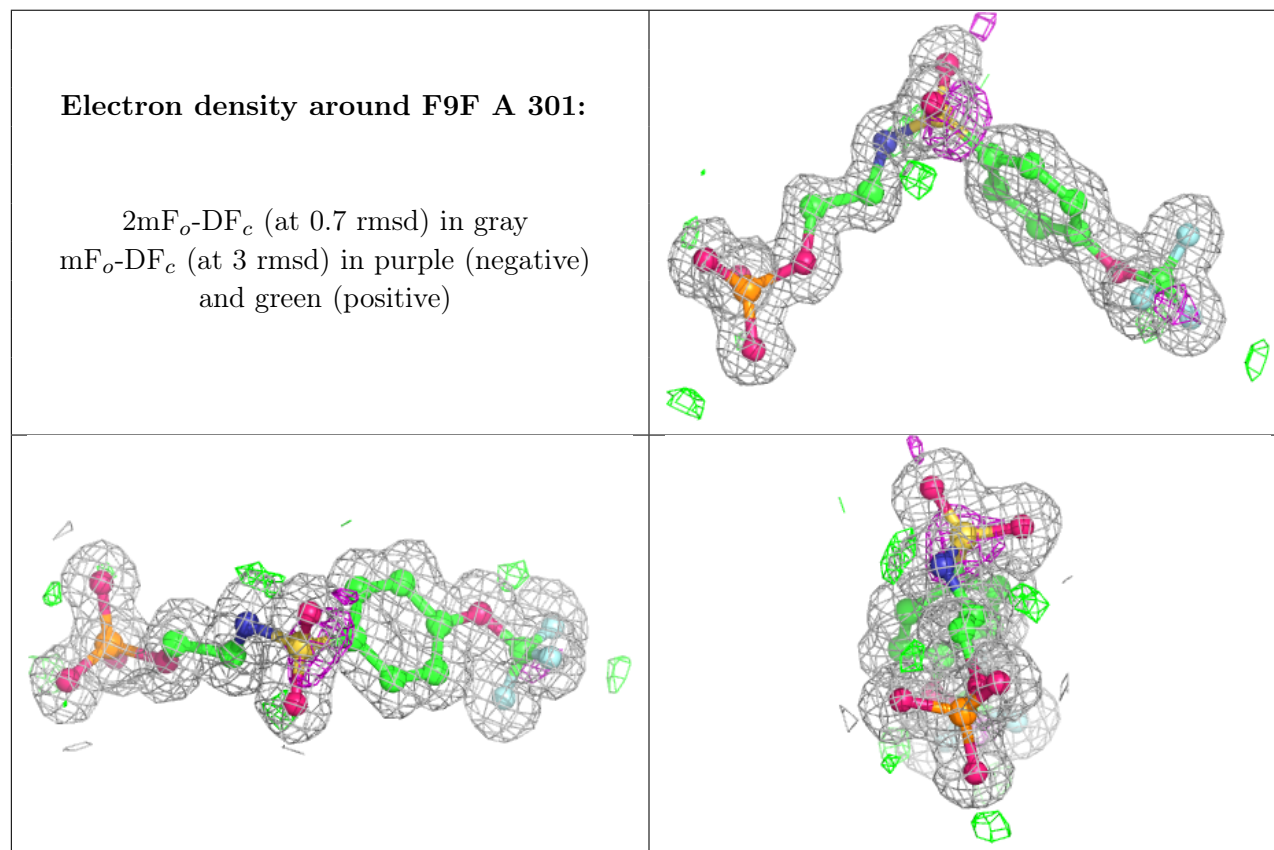 Electron density around F9F A 301:
2mFₒ-DF𝒸 (at 0.7 rmsd) in gray
mFₒ-DF𝒸 (at 3 rmsd) in purple (negative)
and green (positive)